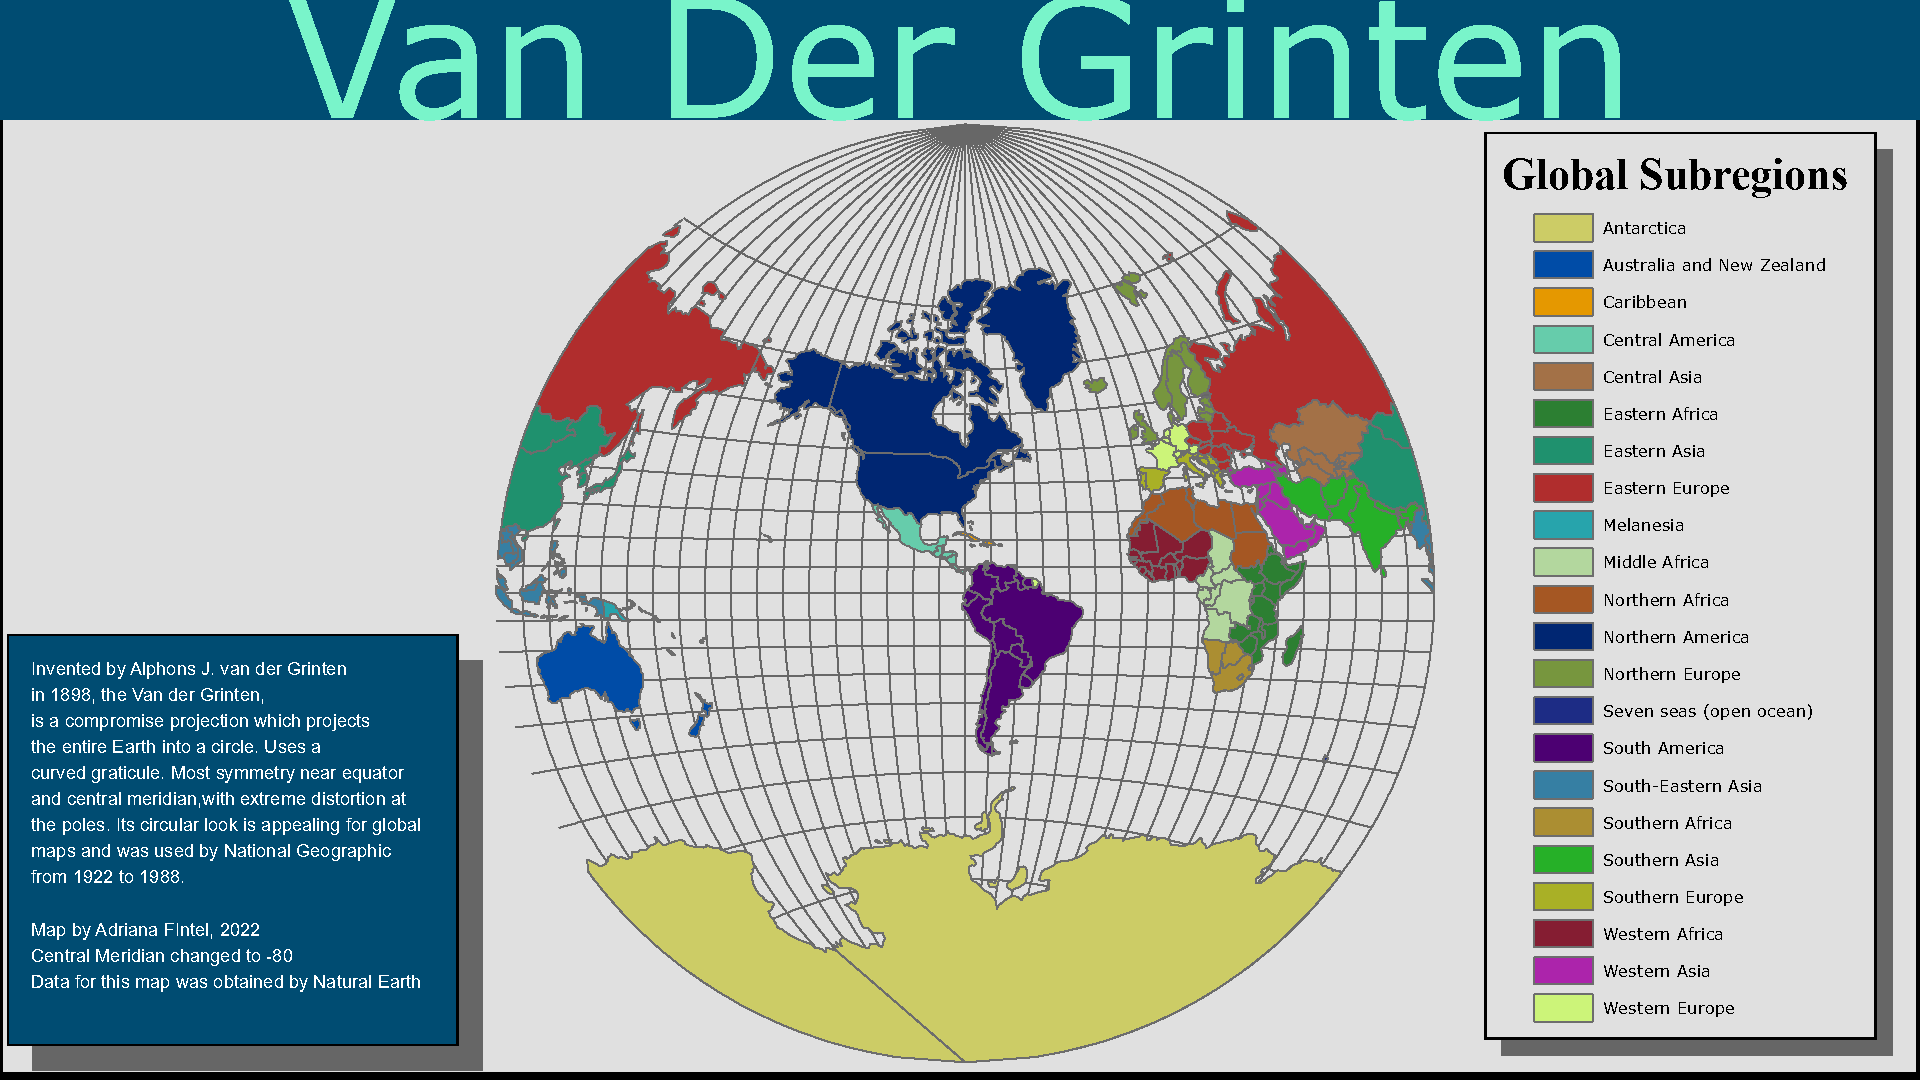 Van Der Grinten
Global Subregions
Antarctica
Australia and New Zealand
Caribbean
Central America
Central Asia
Eastern Africa
Eastern Asia
Eastern Europe
Melanesia
Middle Africa
Northern Africa
Northern America
Northern Europe
Seven seas (open ocean)
South America
South-Eastern Asia
Southern Africa
Southern Asia
Southern Europe
Western Africa
Western Asia
Western Europe
Invented by Alphons J. van der Grinten
in 1898, the Van der Grinten,
is a compromise projection which projects
the entire Earth into a circle. Uses a
curved graticule. Most symmetry near equator
and central meridian,with extreme distortion at
the poles. Its circular look is appealing for global
maps and was used by National Geographic
from 1922 to 1988.
Map by Adriana FIntel, 2022
Central Meridian changed to -80
Data for this map was obtained by Natural Earth